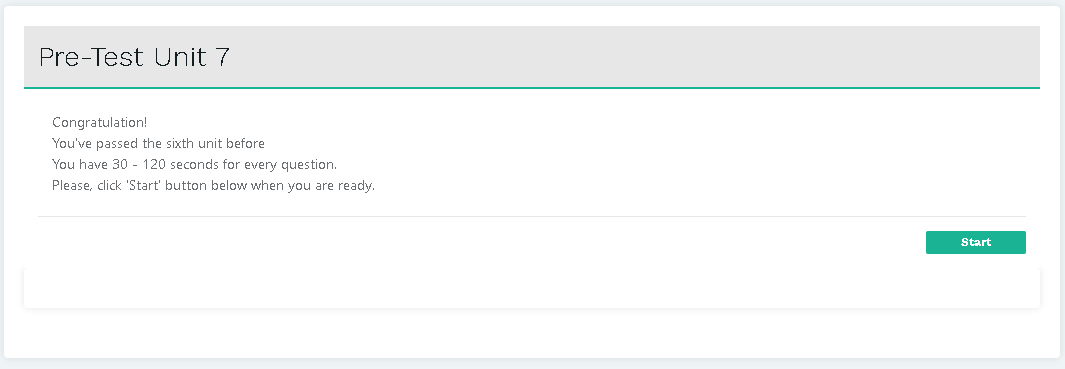 Pre-Test Unit 7
Congratulation!
You've passed the sixth unit before
You have 30 - 120 seconds for every question.
Please, click 'Start' button below when you are ready.
Start